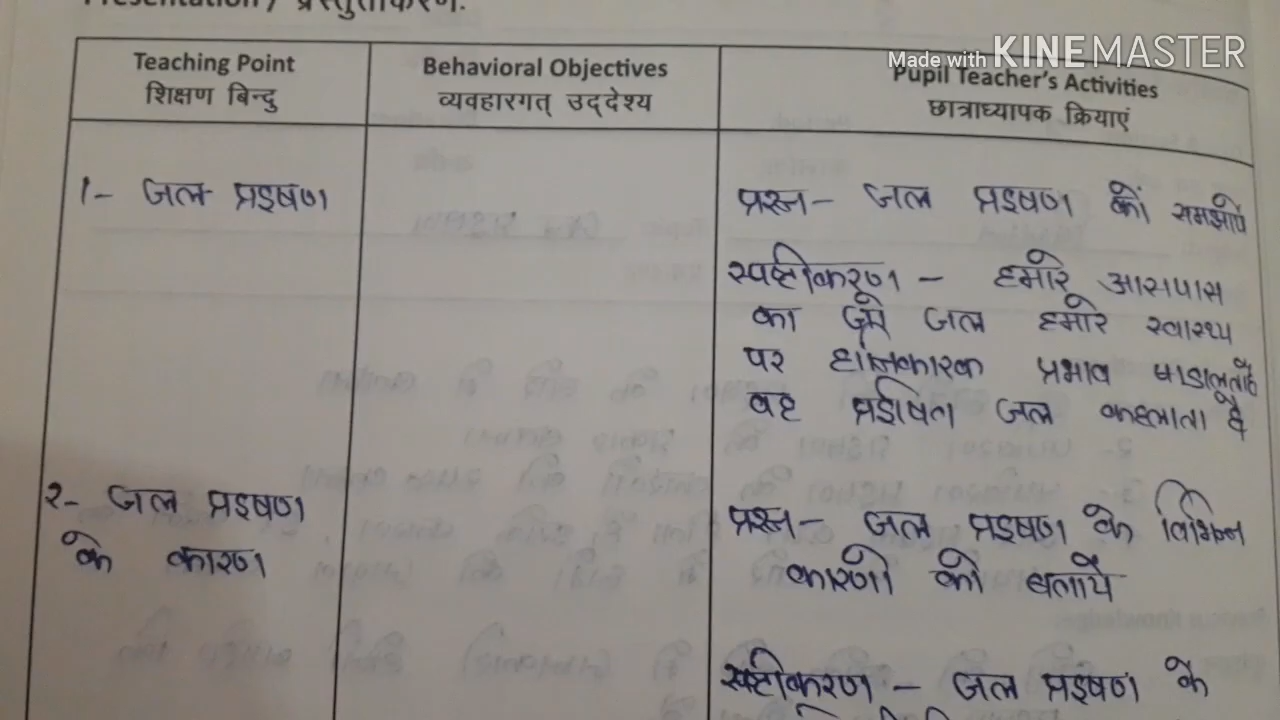 Presentation / प्रस्तुतीकरण:
Made with KINEMASTER
Teaching Point
शिक्षण बिन्दु
Behavioral Objectives
व्यवहारगत् उद्देश्य
Pupil Teacher's Activities
छात्राध्यापक क्रियाएं
1- जल प्रदूषण
प्रश्न- जल प्रदूषण को समझाये
स्पष्टीकरण - हमारे आसपास
का जल हमारे स्वास्थ्य
पर हानिकारक प्रभाव डालता है
वह प्रदूषित जल कहलाता है
२- जल प्रदूषण
के कारण
प्रश्न- जल प्रदूषण के विभिन्न
कारणो को बताये
स्पष्टीकरण - जल प्रदूषण के